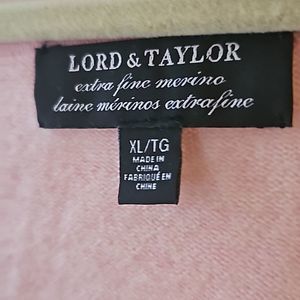 LORD & TAYLOR
extra fine merino
laine mérinos extrafine
XL/TG
MADE IN
CHINA
FABRIQUÉ EN
CHINE